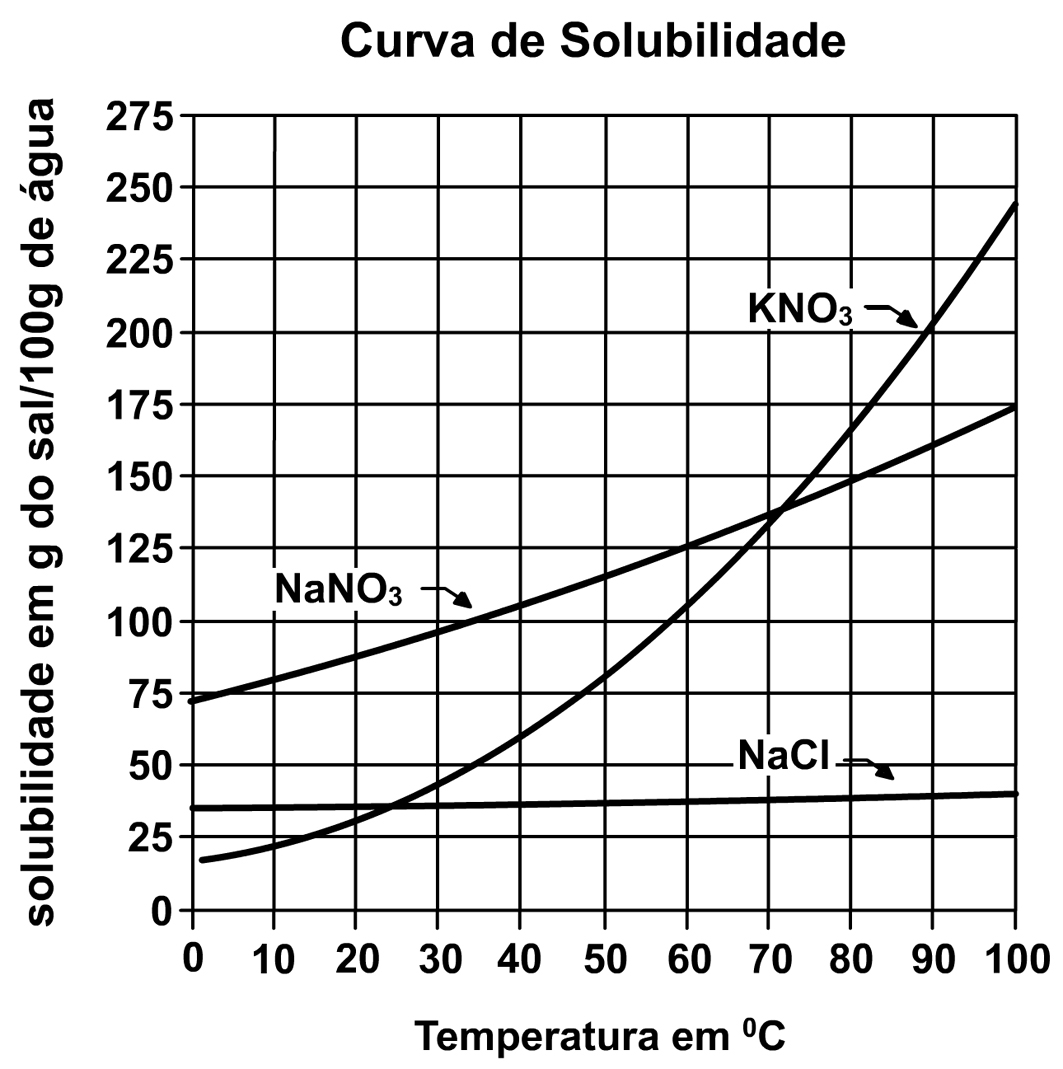 Curva de Solubilidade
solubilidade em g do sal/100g de água
275
250
225
200
175
150
125
100
75
50
25
0
KNO₃
NaNO₃
NaCl
0 10 20 30 40 50 60 70 80 90 100
Temperatura em ⁰C